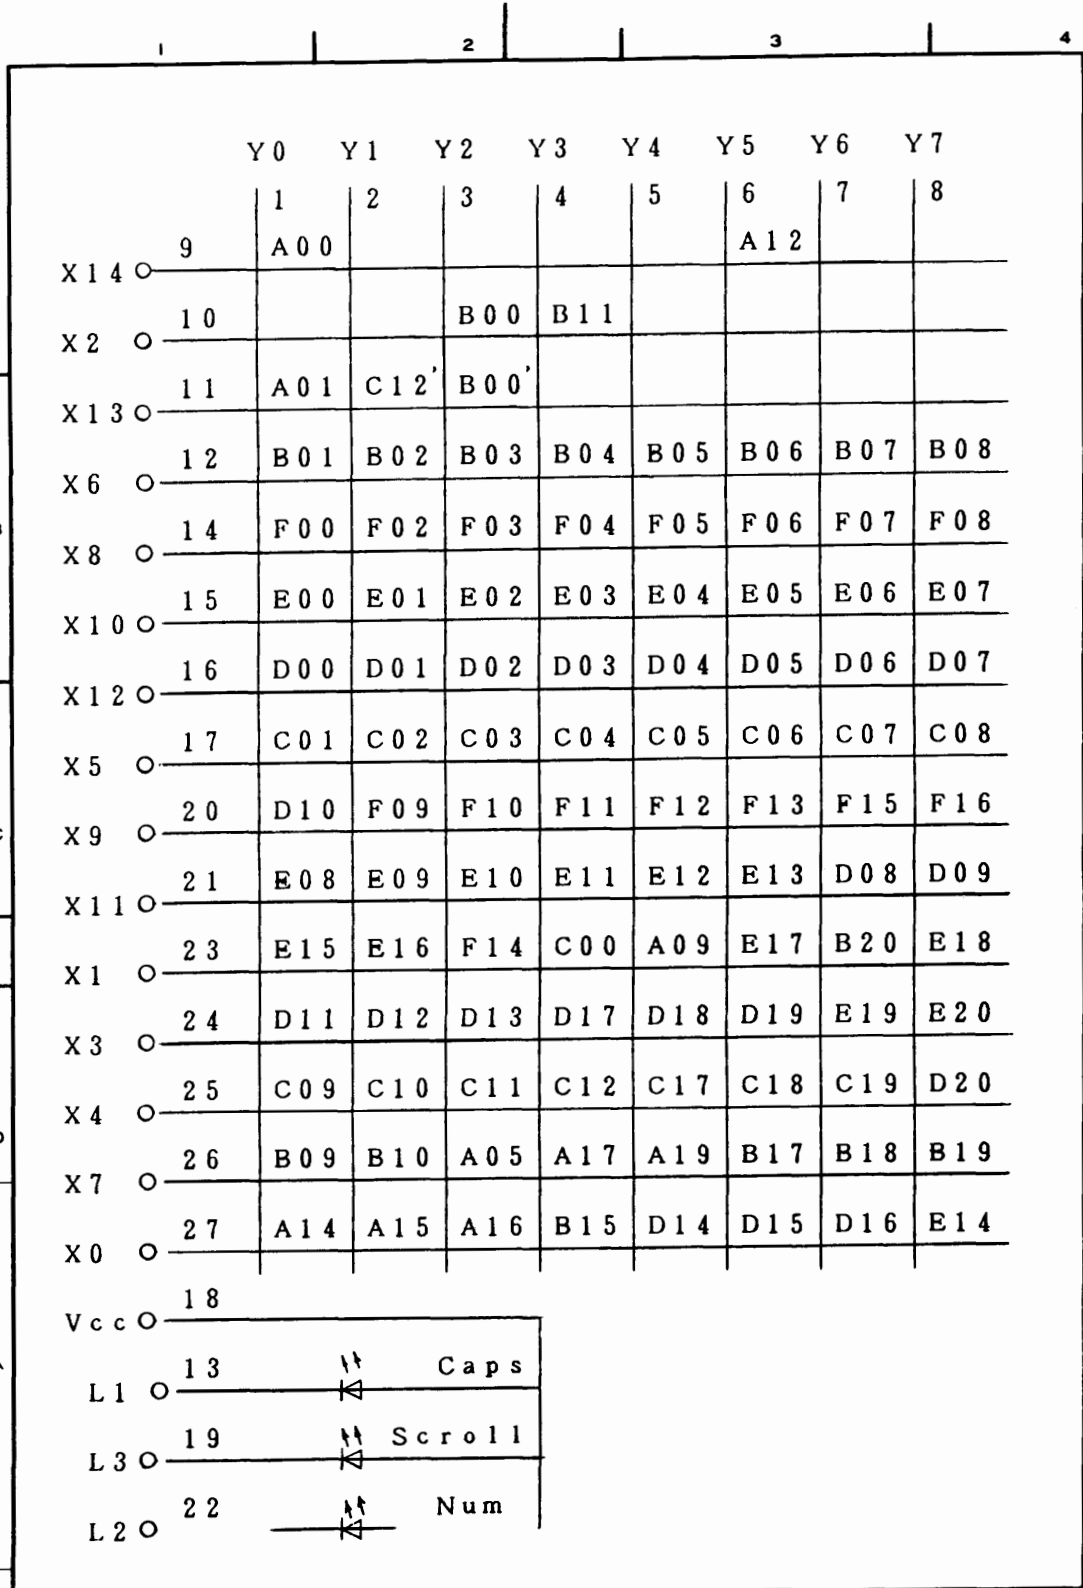 1 2 3 4
Y0 Y1 Y2 Y3 Y4 Y5 Y6 Y7
1 2 3 4 5 6 7 8
9 A00 A12
X14
10 B00 B11
X2
11 A01 C12' B00'
X13
12 B01 B02 B03 B04 B05 B06 B07 B08
X6
14 F00 F02 F03 F04 F05 F06 F07 F08
X8
15 E00 E01 E02 E03 E04 E05 E06 E07
X10
16 D00 D01 D02 D03 D04 D05 D06 D07
X12
17 C01 C02 C03 C04 C05 C06 C07 C08
X5
20 D10 F09 F10 F11 F12 F13 F15 F16
X9
21 E08 E09 E10 E11 E12 E13 D08 D09
X11
23 E15 E16 F14 C00 A09 E17 B20 E18
X1
24 D11 D12 D13 D17 D18 D19 E19 E20
X3
25 C09 C10 C11 C12 C17 C18 C19 D20
X4
26 B09 B10 A05 A17 A19 B17 B18 B19
X7
27 A14 A15 A16 B15 D14 D15 D16 E14
X0
18
Vcc
13 Caps
L1
19 Scroll
L3
22 Num
L2